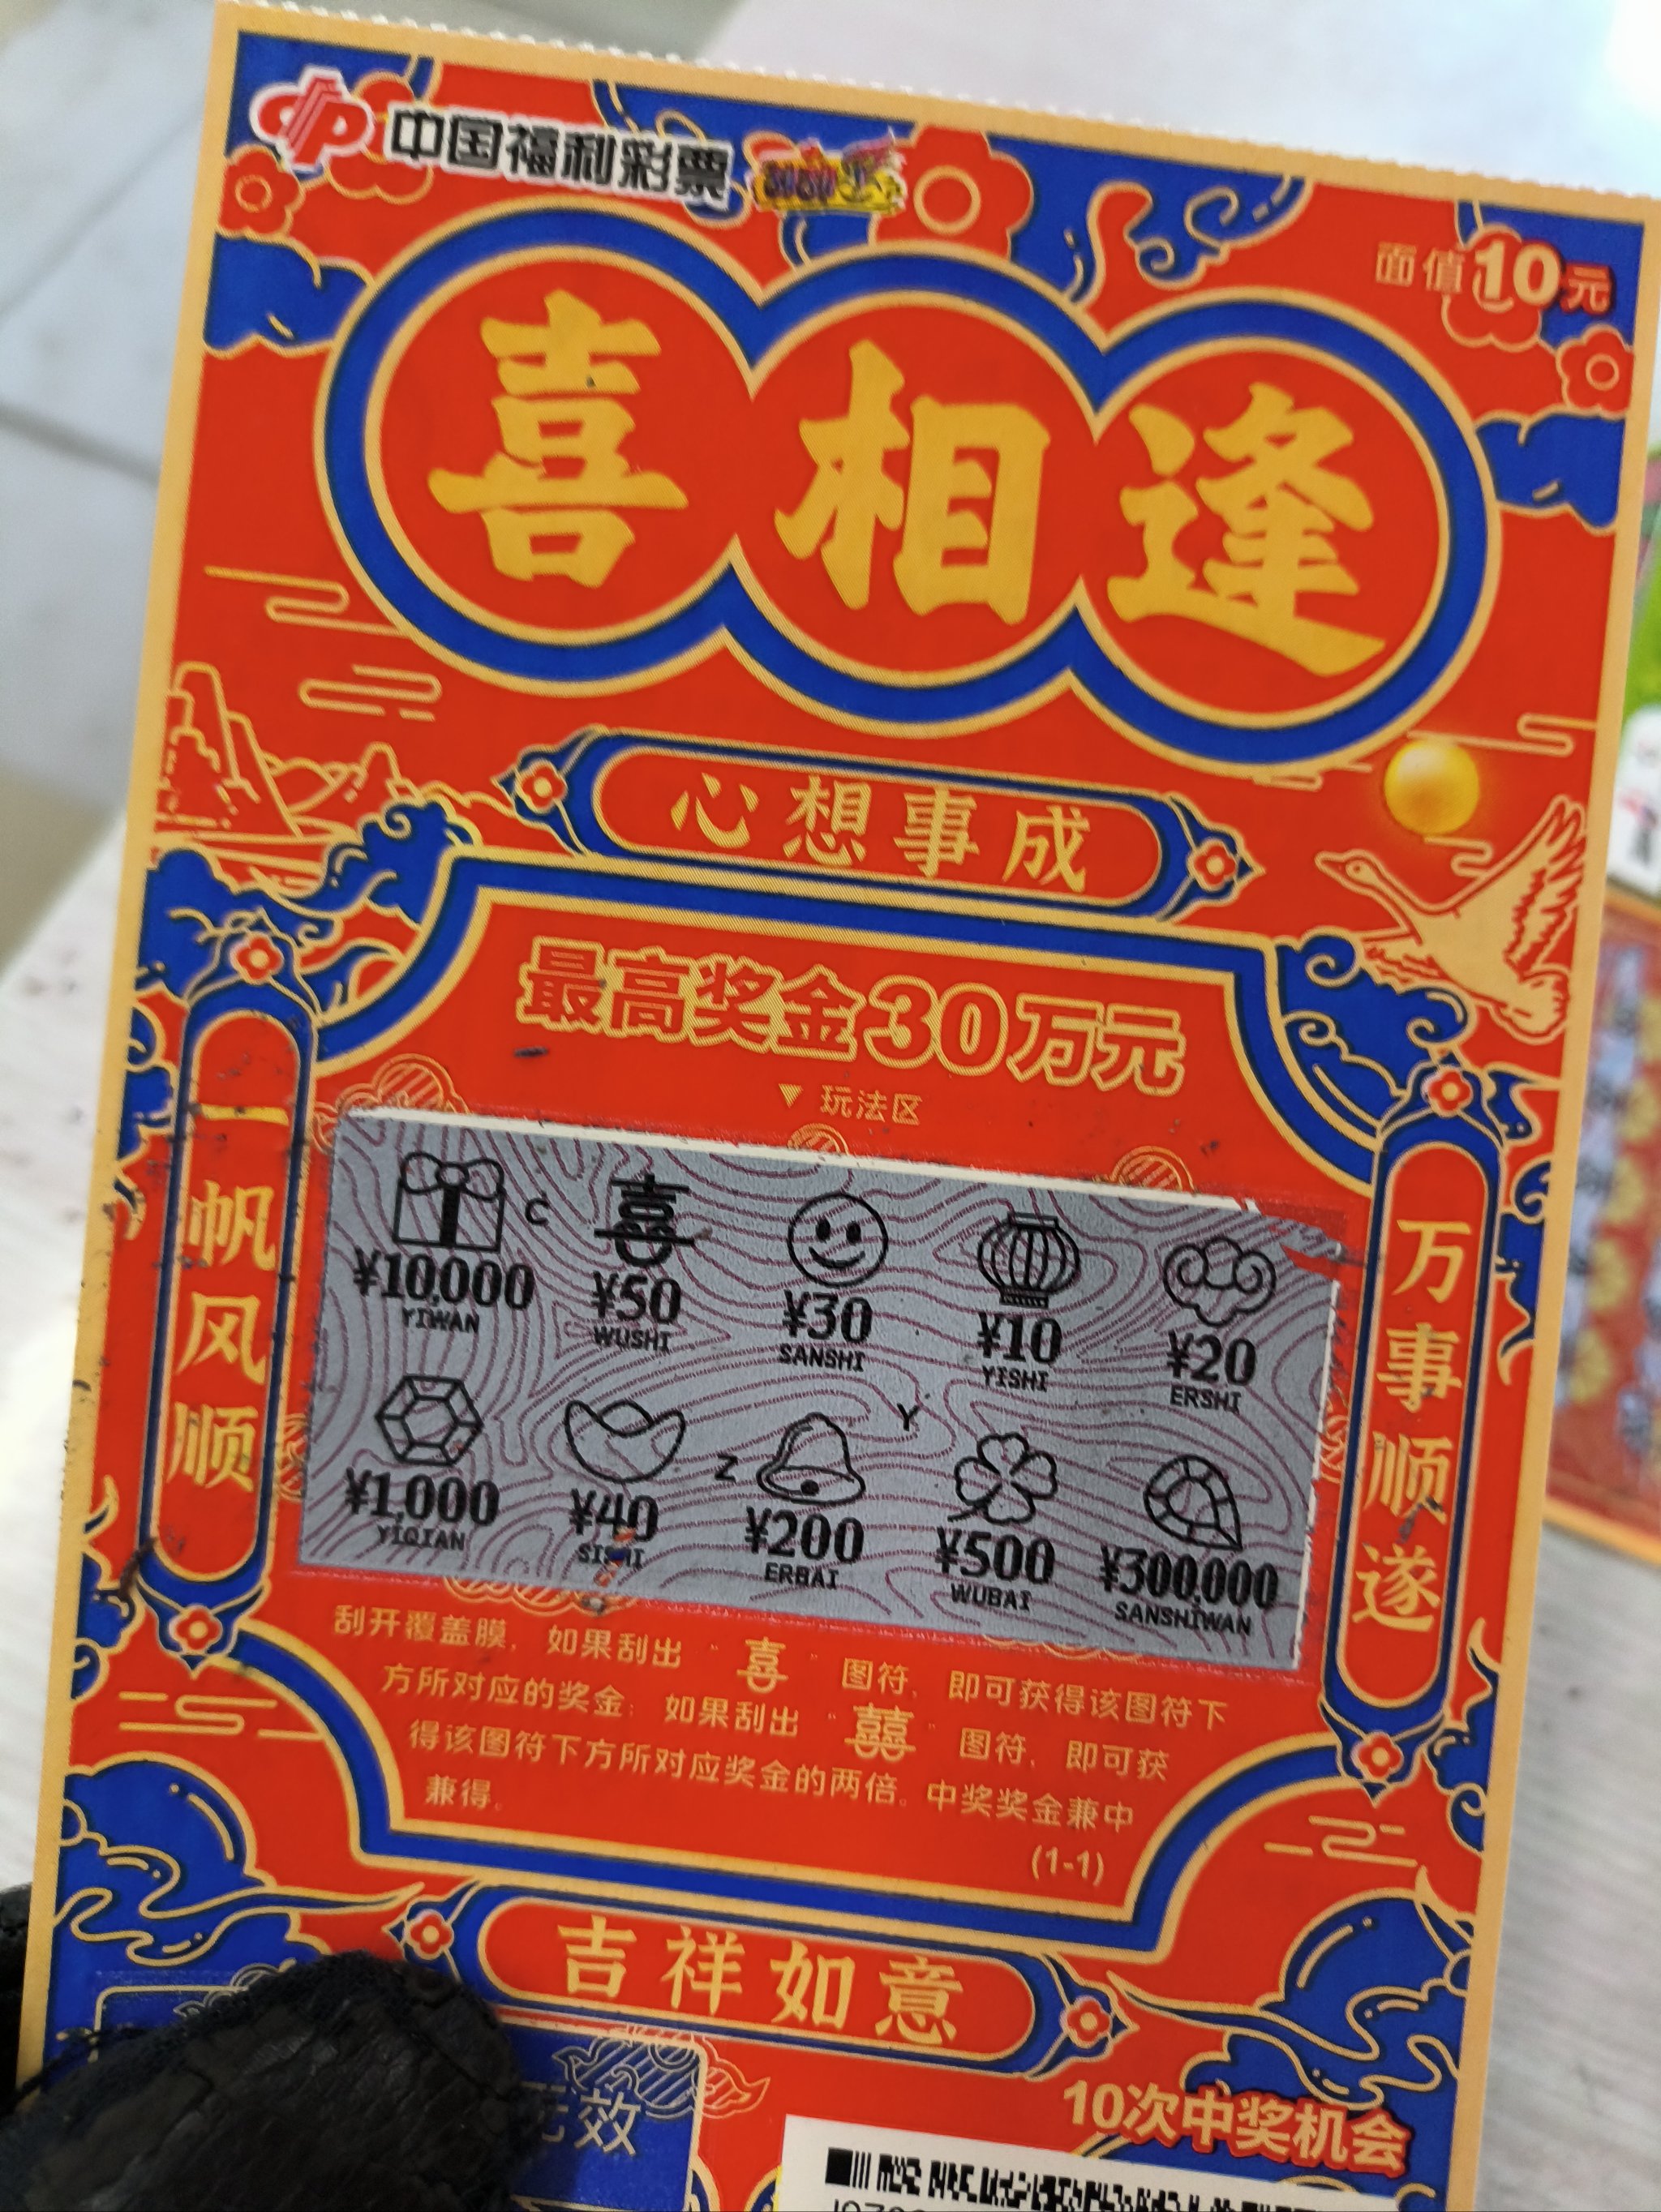 中国福利彩票 刮刮乐
面值10元
喜相逢
心想事成
最高奖金30万元
玩法区
一帆风顺
万事顺遂
C 喜
¥10,000 ¥50 ¥30 ¥10 ¥20
YIWAN WUSHI SANSHI YISHI ERSHI
Z Y
¥1,000 ¥40 ¥200 ¥500 ¥300,000
YIQIAN SISHI ERBAI WUBAI SANSHIWAN
刮开覆盖膜，如果刮出“喜”图符，即可获得该图符下
方所对应的奖金；如果刮出“囍”图符，即可获
得该图符下方所对应奖金的两倍。中奖奖金兼中
兼得。
(1-1)
吉祥如意
10次中奖机会
无效